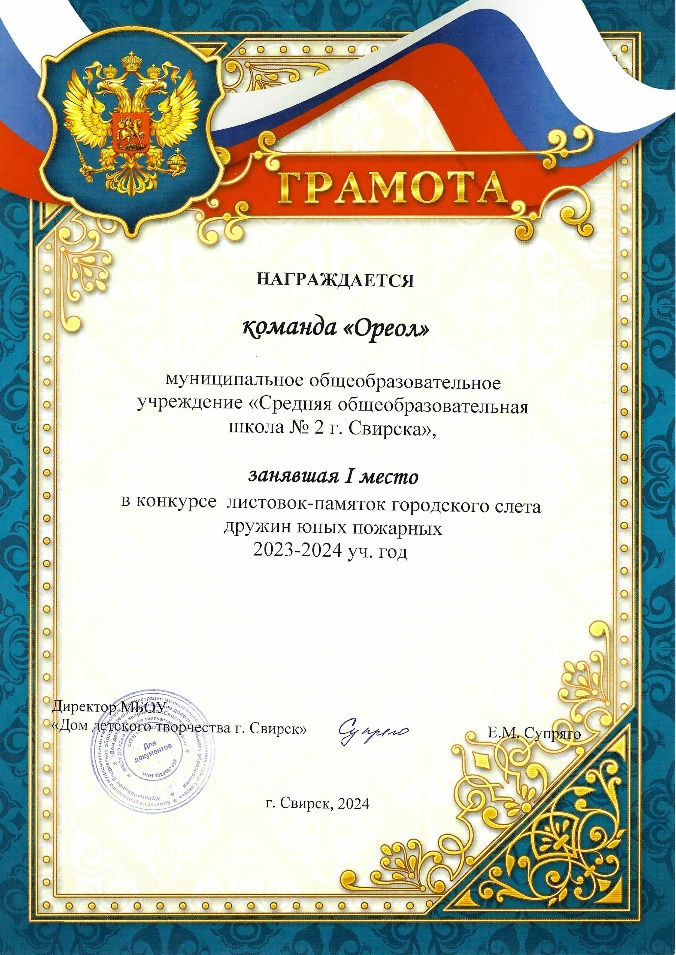 ГРАМОТА
НАГРАЖДАЕТСЯ
команда «Ореол»
муниципальное общеобразовательное
учреждение «Средняя общеобразовательная
школа № 2 г. Свирска»,
занявшая I место
в конкурсе листовок-памяток городского слета
дружин юных пожарных
2023-2024 уч. год
Директор МБОУ
«Дом детского творчества г. Свирск»
Супряго
Е.М. Супряго
Для
документов
г. Свирск, 2024